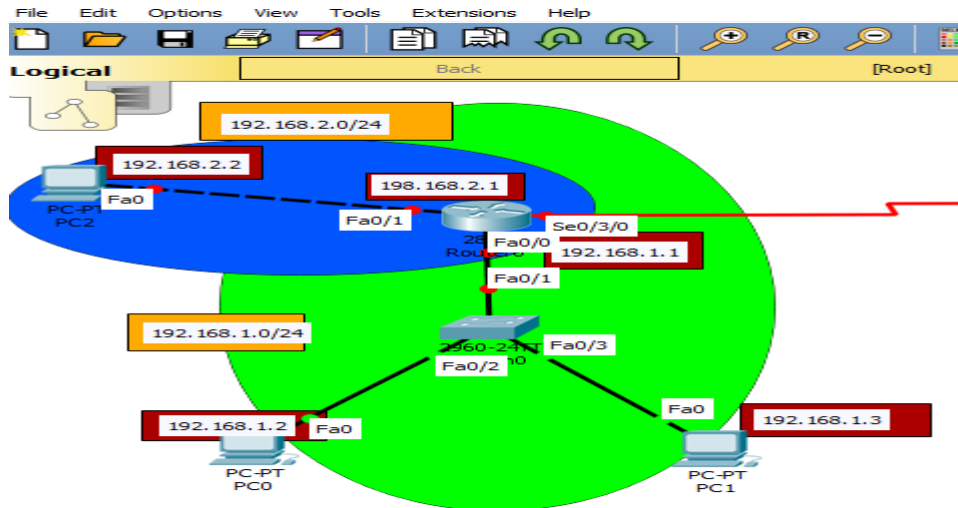 File Edit Options View Tools Extensions Help
Logical Back [Root]
192.168.2.0/24
192.168.2.2
198.168.2.1
Fa0
Fa0/1
Se0/3/0
PC-PT
PC2
28
Fa0/0
192.168.1.1
Fa0/1
192.168.1.0/24
2960-24TT
Fa0/3
Fa0/2
Fa0
192.168.1.2
Fa0
192.168.1.3
PC-PT
PC0
PC-PT
PC1